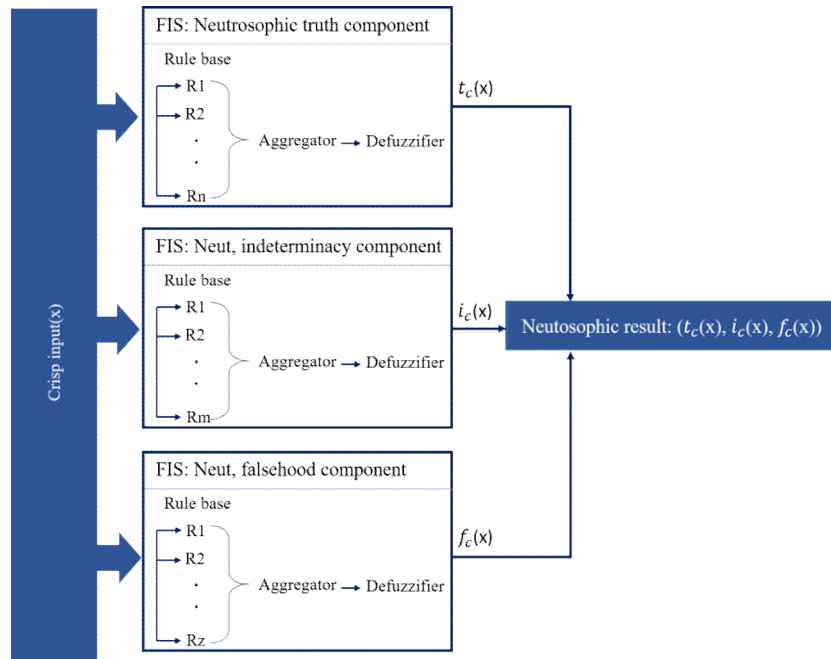 Crisp input(x)
FIS: Neutrosophic truth component
Rule base
R1
R2
.
.
Rn
Aggregator
Defuzzifier
t_c(x)
FIS: Neut, indeterminacy component
Rule base
R1
R2
.
.
Rm
Aggregator
Defuzzifier
i_c(x)
FIS: Neut, falsehood component
Rule base
R1
R2
.
.
Rz
Aggregator
Defuzzifier
f_c(x)
Neutosophic result: (t_c(x), i_c(x), f_c(x))